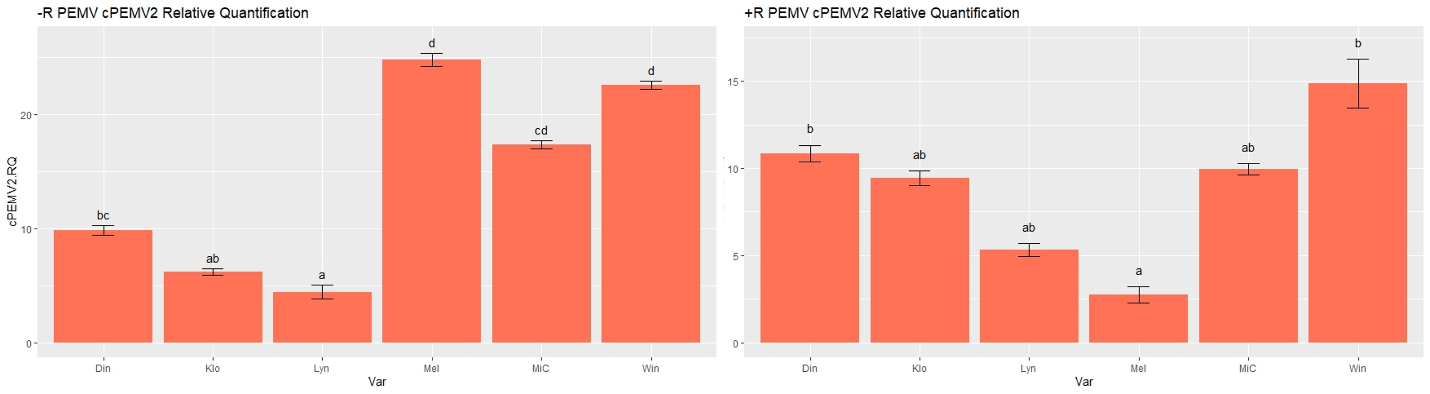 -R PEMV cPEMV2 Relative Quantification
cPEMV2.RQ
20
10
0
bc
ab
a
d
cd
d
Din
Klo
Lyn
Mel
MiC
Win
Var
+R PEMV cPEMV2 Relative Quantification
15
10
5
0
b
ab
ab
a
ab
b
Din
Klo
Lyn
Mel
MiC
Win
Var